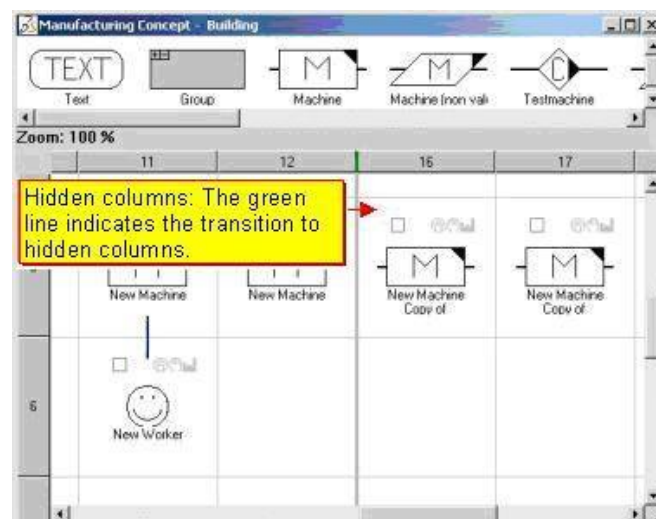 Manufacturing Concept - Building
TEXT M M C
Text Group Machine Machine (non valı Testmachine
Zoom: 100 %
11 12 16 17
Hidden columns: The green
line indicates the transition to
hidden columns.
M M
New Machine New Machine New Machine New Machine
Copy of Copy of
6
New Worker